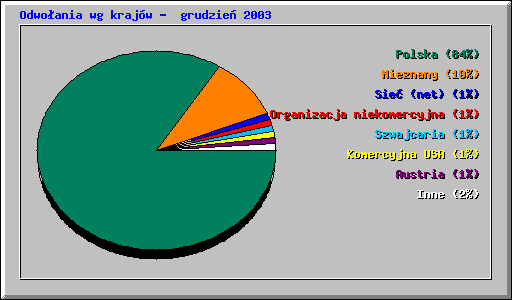 Odwołania wg krajów -  grudzień 2003
Polska (84%)
Nieznany (10%)
Sieć (net) (1%)
Organizacja niekomercyjna (1%)
Szwajcaria (1%)
Komercyjna USA (1%)
Austria (1%)
Inne (2%)